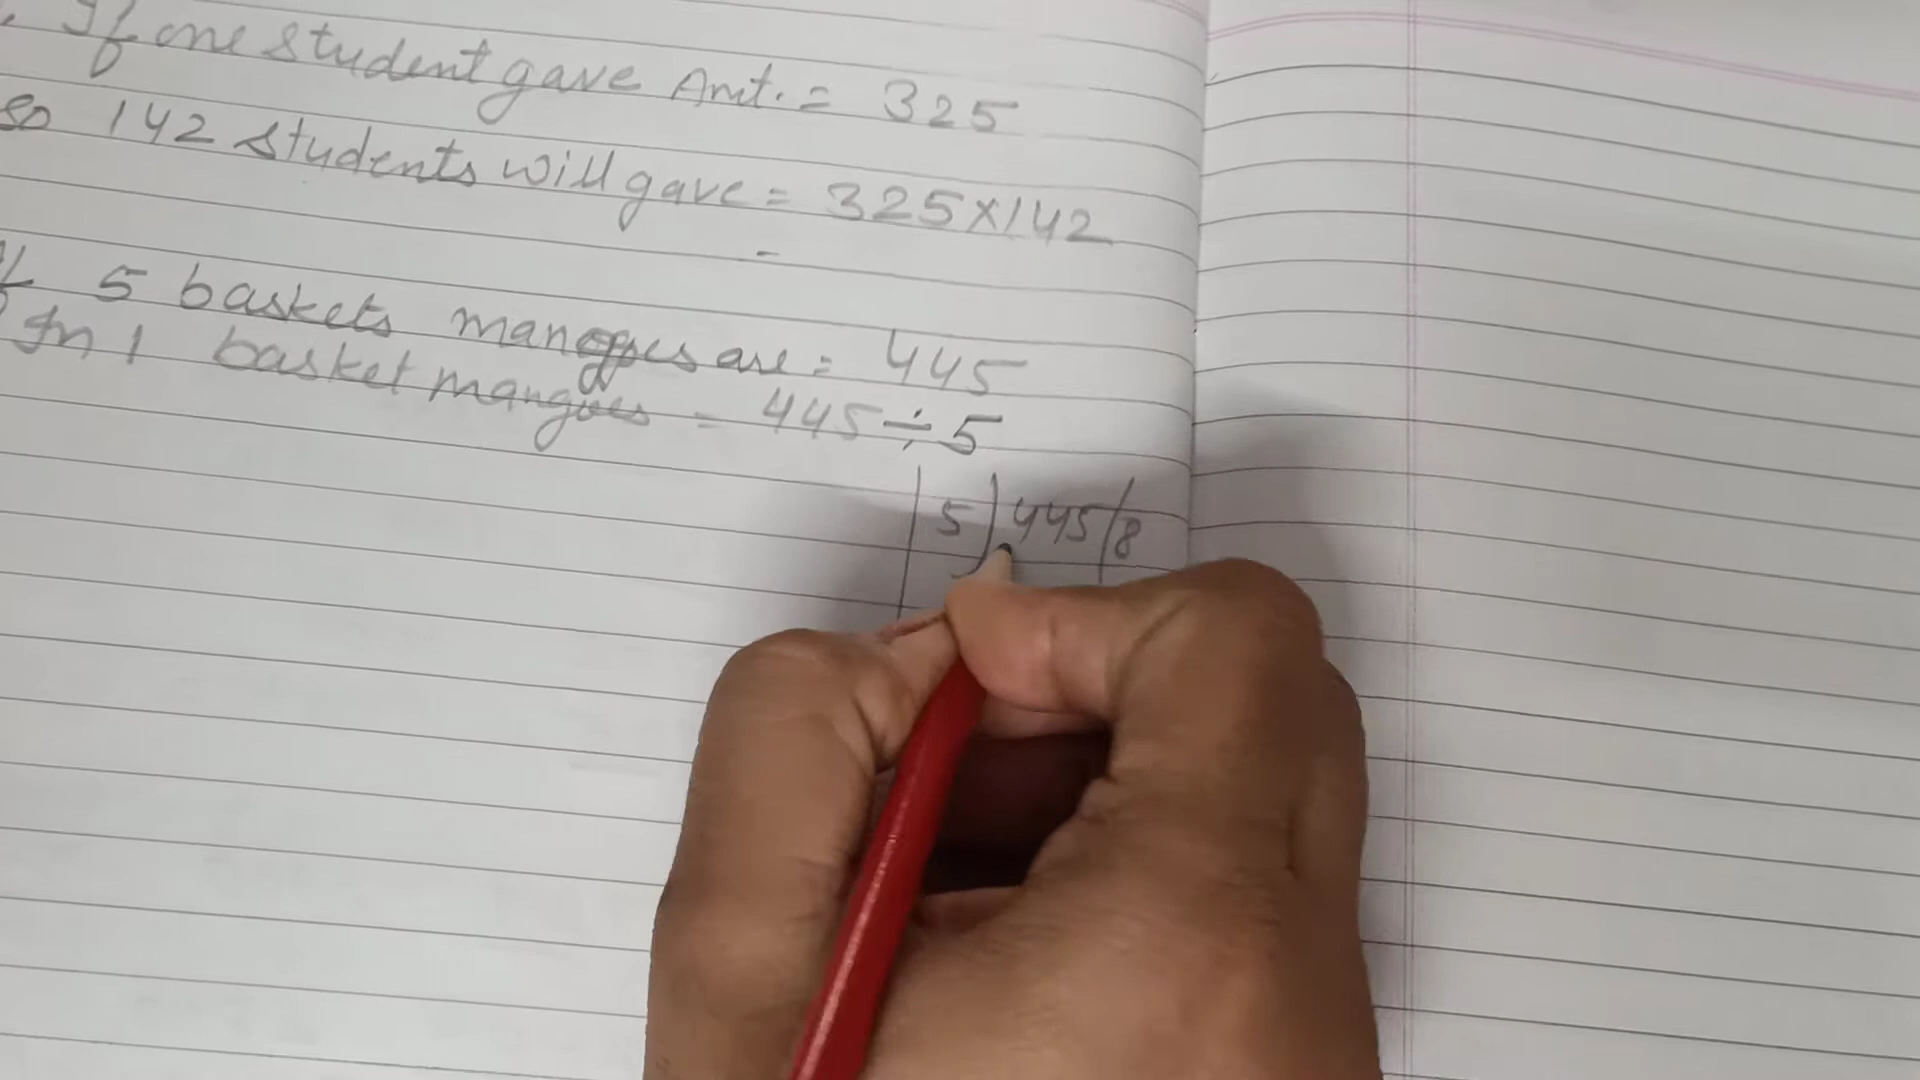 If one student gave Amt. = 325
so 142 students will gave = 325×142
=
If 5 baskets mangoes are = 445
In 1 basket mangoes = 445÷5
5)445(8